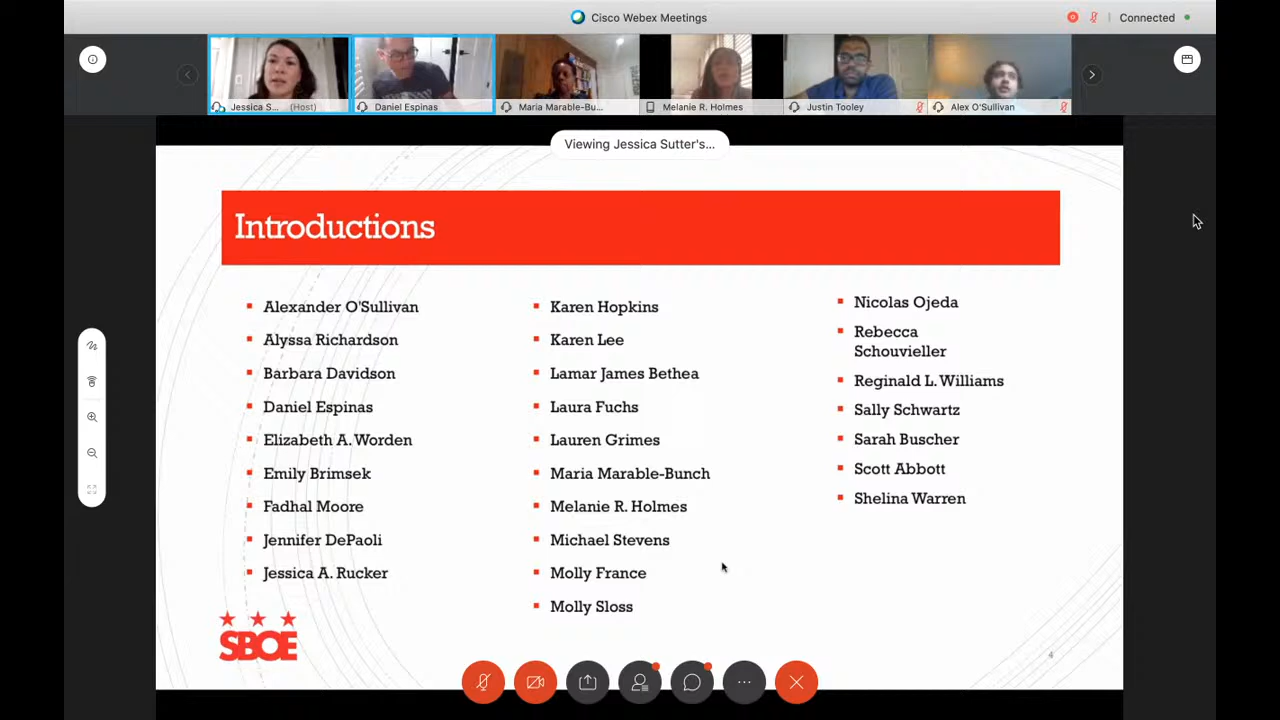 Cisco Webex Meetings
Connected
Jessica S... (Host)
Daniel Espinas
Maria Marable-Bu...
Melanie R. Holmes
Justin Tooley
Alex O'Sullivan
Viewing Jessica Sutter's...
Introductions
Alexander O'Sullivan
Alyssa Richardson
Barbara Davidson
Daniel Espinas
Elizabeth A. Worden
Emily Brimsek
Fadhal Moore
Jennifer DePaoli
Jessica A. Rucker
Karen Hopkins
Karen Lee
Lamar James Bethea
Laura Fuchs
Lauren Grimes
Maria Marable-Bunch
Melanie R. Holmes
Michael Stevens
Molly France
Molly Sloss
Nicolas Ojeda
Rebecca
Schouvieller
Reginald L. Williams
Sally Schwartz
Sarah Buscher
Scott Abbott
Shelina Warren
SBOE
4